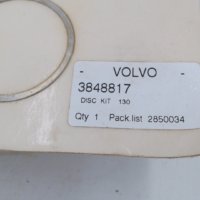 - VOLVO -
3848817
DISC KIT 130
Qty 1 Pack.list 2850034